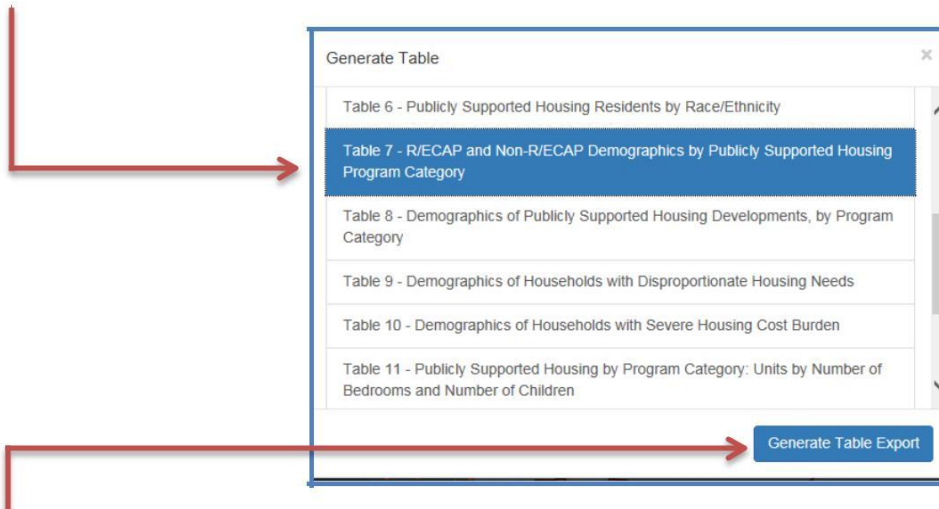 Generate Table
×
Table 6 - Publicly Supported Housing Residents by Race/Ethnicity
Table 7 - R/ECAP and Non-R/ECAP Demographics by Publicly Supported Housing
Program Category
Table 8 - Demographics of Publicly Supported Housing Developments, by Program
Category
Table 9 - Demographics of Households with Disproportionate Housing Needs
Table 10 - Demographics of Households with Severe Housing Cost Burden
Table 11 - Publicly Supported Housing by Program Category: Units by Number of
Bedrooms and Number of Children
Generate Table Export